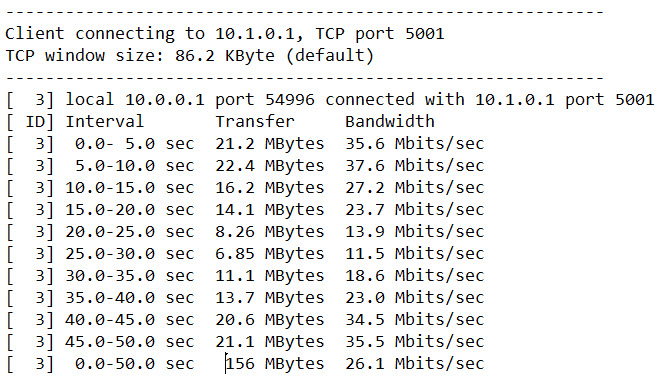 ------------------------------------------------------------
Client connecting to 10.1.0.1, TCP port 5001
TCP window size: 86.2 KByte (default)
------------------------------------------------------------
[  3] local 10.0.0.1 port 54996 connected with 10.1.0.1 port 5001
[ ID] Interval       Transfer     Bandwidth
[  3]  0.0- 5.0 sec  21.2 MBytes  35.6 Mbits/sec
[  3]  5.0-10.0 sec  22.4 MBytes  37.6 Mbits/sec
[  3] 10.0-15.0 sec  16.2 MBytes  27.2 Mbits/sec
[  3] 15.0-20.0 sec  14.1 MBytes  23.7 Mbits/sec
[  3] 20.0-25.0 sec  8.26 MBytes  13.9 Mbits/sec
[  3] 25.0-30.0 sec  6.85 MBytes  11.5 Mbits/sec
[  3] 30.0-35.0 sec  11.1 MBytes  18.6 Mbits/sec
[  3] 35.0-40.0 sec  13.7 MBytes  23.0 Mbits/sec
[  3] 40.0-45.0 sec  20.6 MBytes  34.5 Mbits/sec
[  3] 45.0-50.0 sec  21.1 MBytes  35.5 Mbits/sec
[  3]  0.0-50.0 sec   156 MBytes  26.1 Mbits/sec